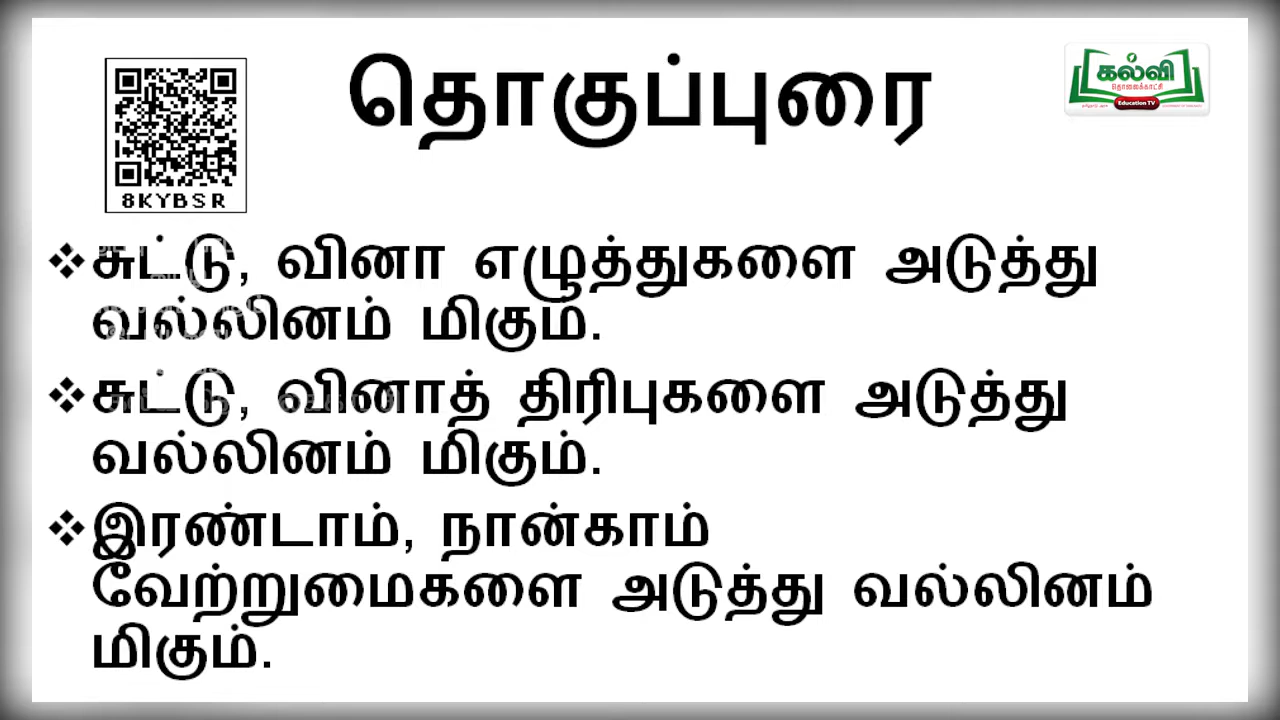 தொகுப்புரை
கல்வி
தொலைக்காட்சி
Education TV
8KYBSR
❖சுட்டு, வினா எழுத்துகளை அடுத்து
வல்லினம் மிகும்.
❖சுட்டு, வினாத் திரிபுகளை அடுத்து
வல்லினம் மிகும்.
❖இரண்டாம், நான்காம்
வேற்றுமைகளை அடுத்து வல்லினம்
மிகும்.